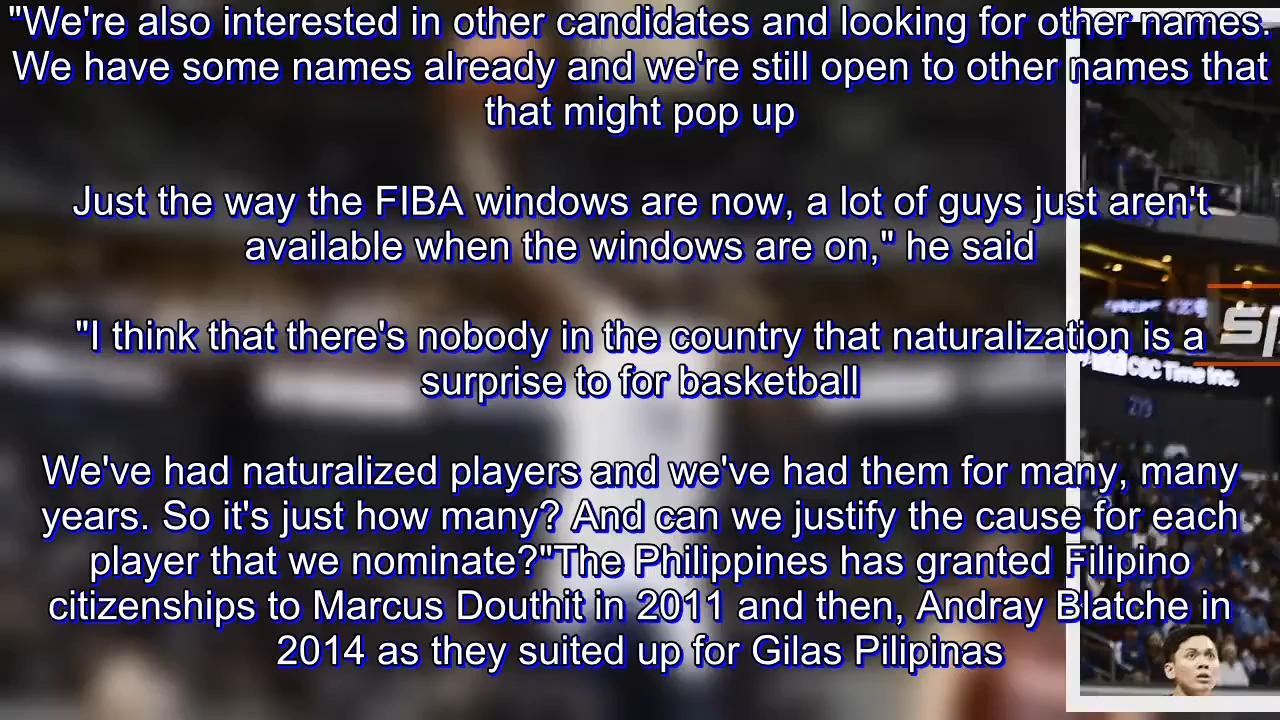 "We're also interested in other candidates and looking for other names.
We have some names already and we're still open to other names that
that might pop up
Just the way the FIBA windows are now, a lot of guys just aren't
available when the windows are on," he said
"I think that there's nobody in the country that naturalization is a
surprise to for basketball
We've had naturalized players and we've had them for many, many
years. So it's just how many? And can we justify the cause for each
player that we nominate?"The Philippines has granted Filipino
citizenships to Marcus Douthit in 2011 and then, Andray Blatche in
2014 as they suited up for Gilas Pilipinas
CSC Time Inc.
273